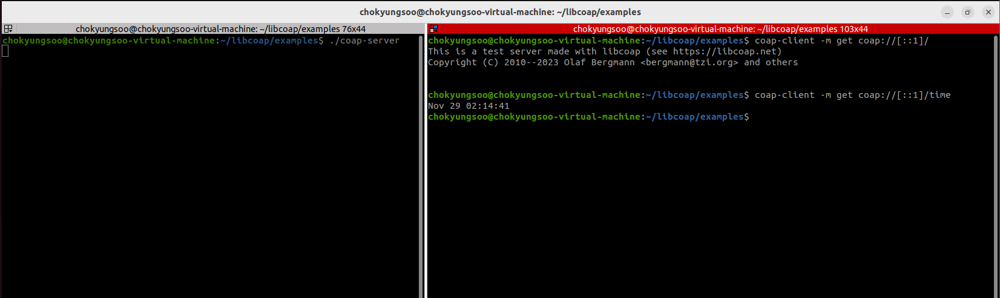 chokyungsoo@chokyungsoo-virtual-machine: ~/libcoap/examples
chokyungsoo@chokyungsoo-virtual-machine: ~/libcoap/examples 76x44
chokyungsoo@chokyungsoo-virtual-machine:~/libcoap/examples$ ./coap-server
chokyungsoo@chokyungsoo-virtual-machine: ~/libcoap/examples 103x44
chokyungsoo@chokyungsoo-virtual-machine:~/libcoap/examples$ coap-client -m get coap://[::1]/
This is a test server made with libcoap (see https://libcoap.net)
Copyright (C) 2010--2023 Olaf Bergmann <bergmann@tzi.org> and others
chokyungsoo@chokyungsoo-virtual-machine:~/libcoap/examples$ coap-client -m get coap://[::1]/time
Nov 29 02:14:41
chokyungsoo@chokyungsoo-virtual-machine:~/libcoap/examples$